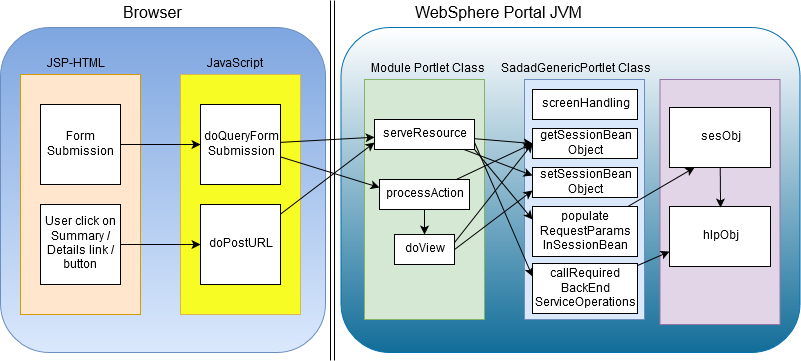 Browser
WebSphere Portal JVM
JSP-HTML
JavaScript
Module Portlet Class
SadadGenericPortlet Class
Form
Submission
User click on
Summary /
Details link /
button
doQueryForm
Submission
doPostURL
serveResource
processAction
doView
screenHandling
getSessionBean
Object
setSessionBean
Object
populate
RequestParams
InSessionBean
callRequired
BackEnd
ServiceOperations
sesObj
hlpObj